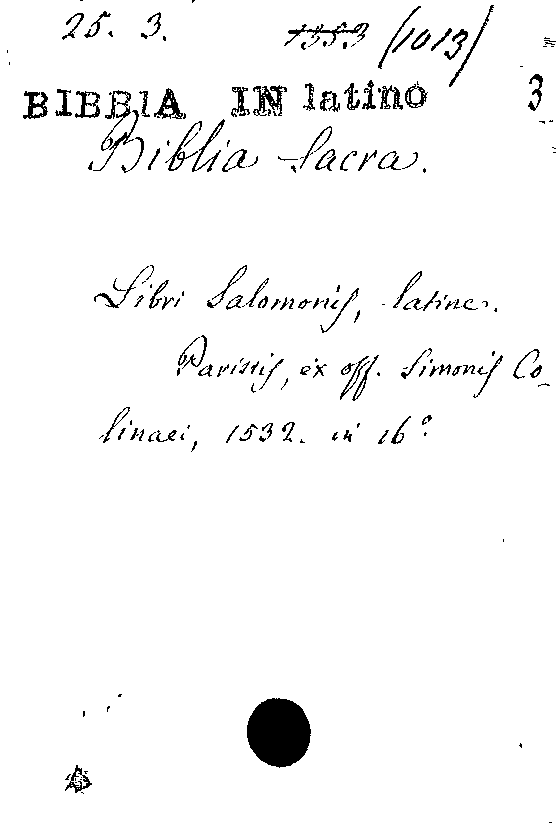 25. 3. 1553 (1013)
BIBBlA IN latino 3
Biblia Sacra.
Libri Salomonis, latine.
Parisiis, ex off. Simonis Co-
linaei, 1532. in 16°.